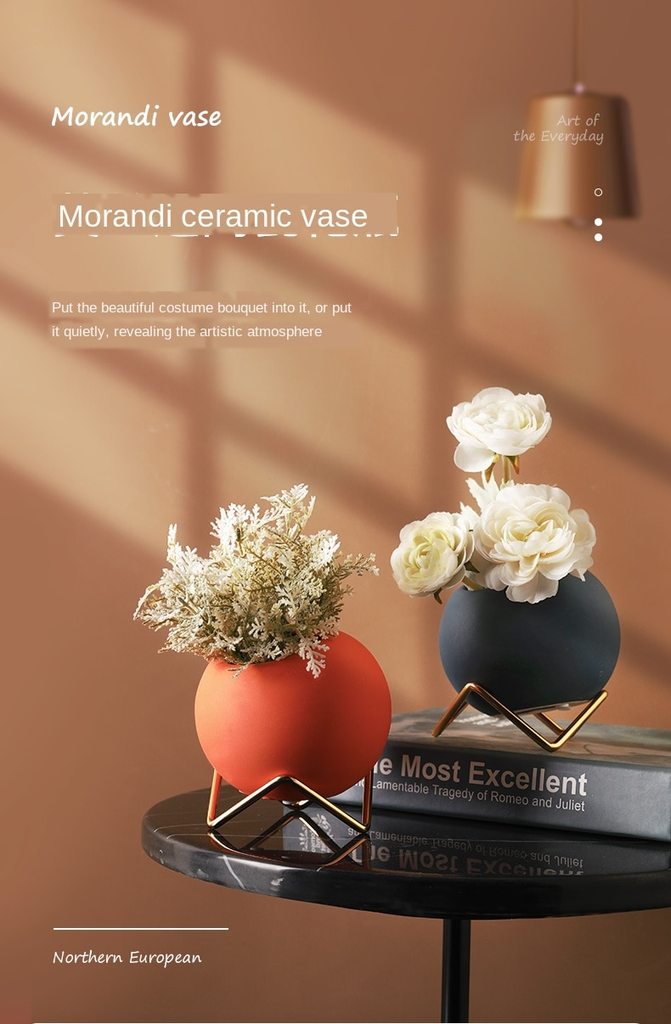 Morandi vase
Art of
the Everyday
Morandi ceramic vase
Put the beautiful costume bouquet into it, or put
it quietly, revealing the artistic atmosphere
e Most Excellent
Lamentable Tragedy of Romeo and Juliet
Northern European